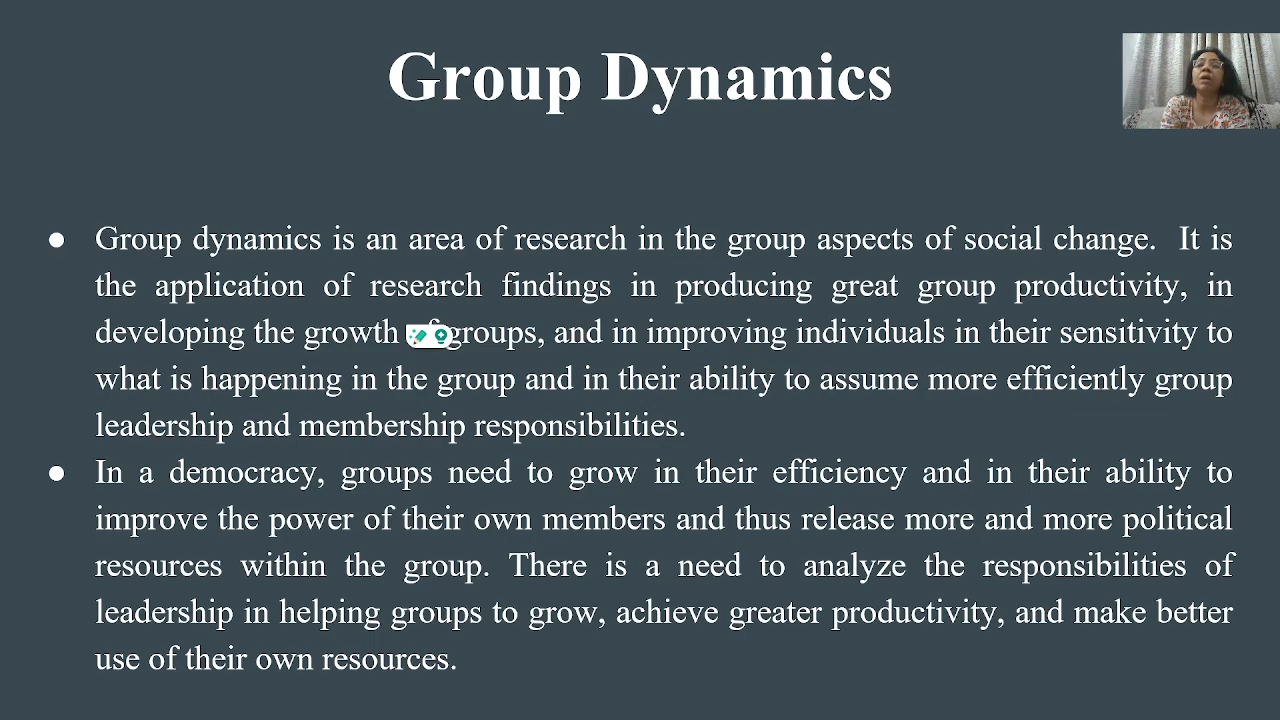 Group Dynamics
● Group dynamics is an area of research in the group aspects of social change. It is
the application of research findings in producing great group productivity, in
developing the growth groups, and in improving individuals in their sensitivity to
what is happening in the group and in their ability to assume more efficiently group
leadership and membership responsibilities.
● In a democracy, groups need to grow in their efficiency and in their ability to
improve the power of their own members and thus release more and more political
resources within the group. There is a need to analyze the responsibilities of
leadership in helping groups to grow, achieve greater productivity, and make better
use of their own resources.